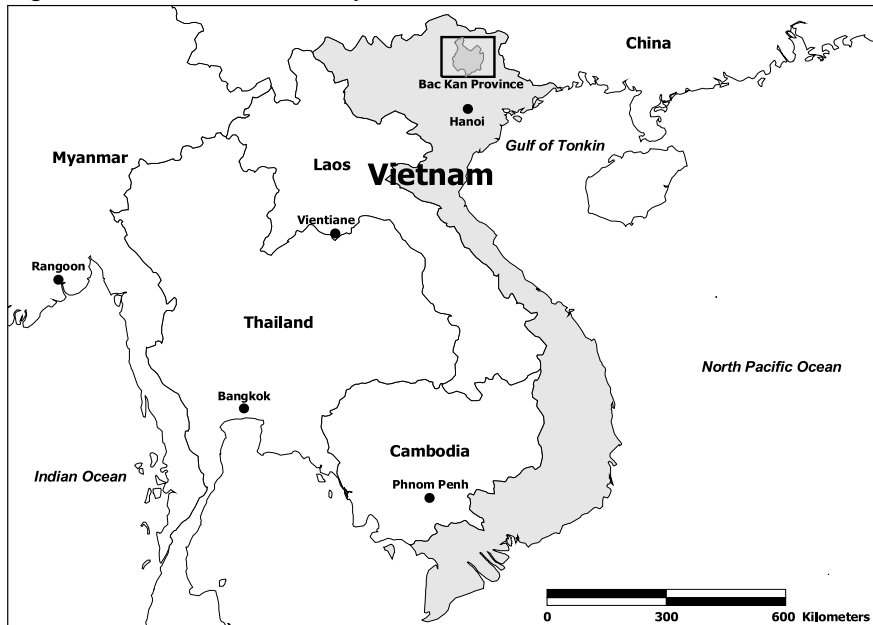 China
Bac Kan Province
Hanoi
Gulf of Tonkin
Myanmar
Laos
Vietnam
Vientiane
Rangoon
Thailand
North Pacific Ocean
Bangkok
Cambodia
Indian Ocean
Phnom Penh
0 300 600 Kilometers